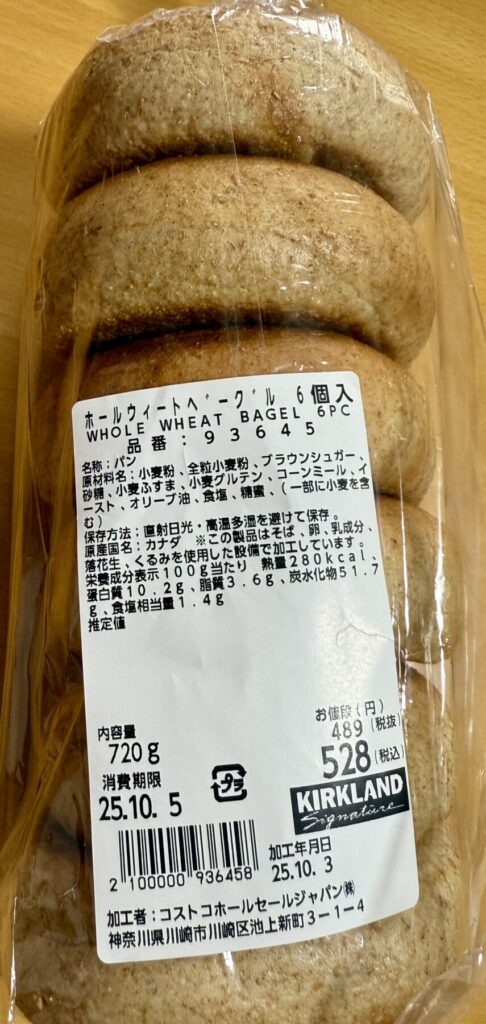 ホールウィートベーグル 6個入
WHOLE WHEAT BAGEL 6PC
品番：93645
名称：パン
原材料名：小麦粉、全粒小麦粉、ブラウンシュガー、
砂糖、小麦ふすま、小麦グルテン、コーンミール、イ
ースト、オリーブ油、食塩、糖蜜、(一部に小麦を含
む)
保存方法：直射日光・高温多湿を避けて保存。
原産国名：カナダ ※この製品はそば、卵、乳成分、
落花生、くるみを使用した設備で加工しています。
栄養成分表示100g当たり 熱量280kcal、
蛋白質10.2g、脂質3.6g、炭水化物51.7
g、食塩相当量1.4g
推定値
お値段(円)
489 (税抜)
528 (税込)
内容量
720g
消費期限
25.10.5
プラ
KIRKLAND
Signature
加工年月日
25.10.3
2 100000 936458
加工者：コストコホールセールジャパン㈱
神奈川県川崎市川崎区池上新町3-1-4